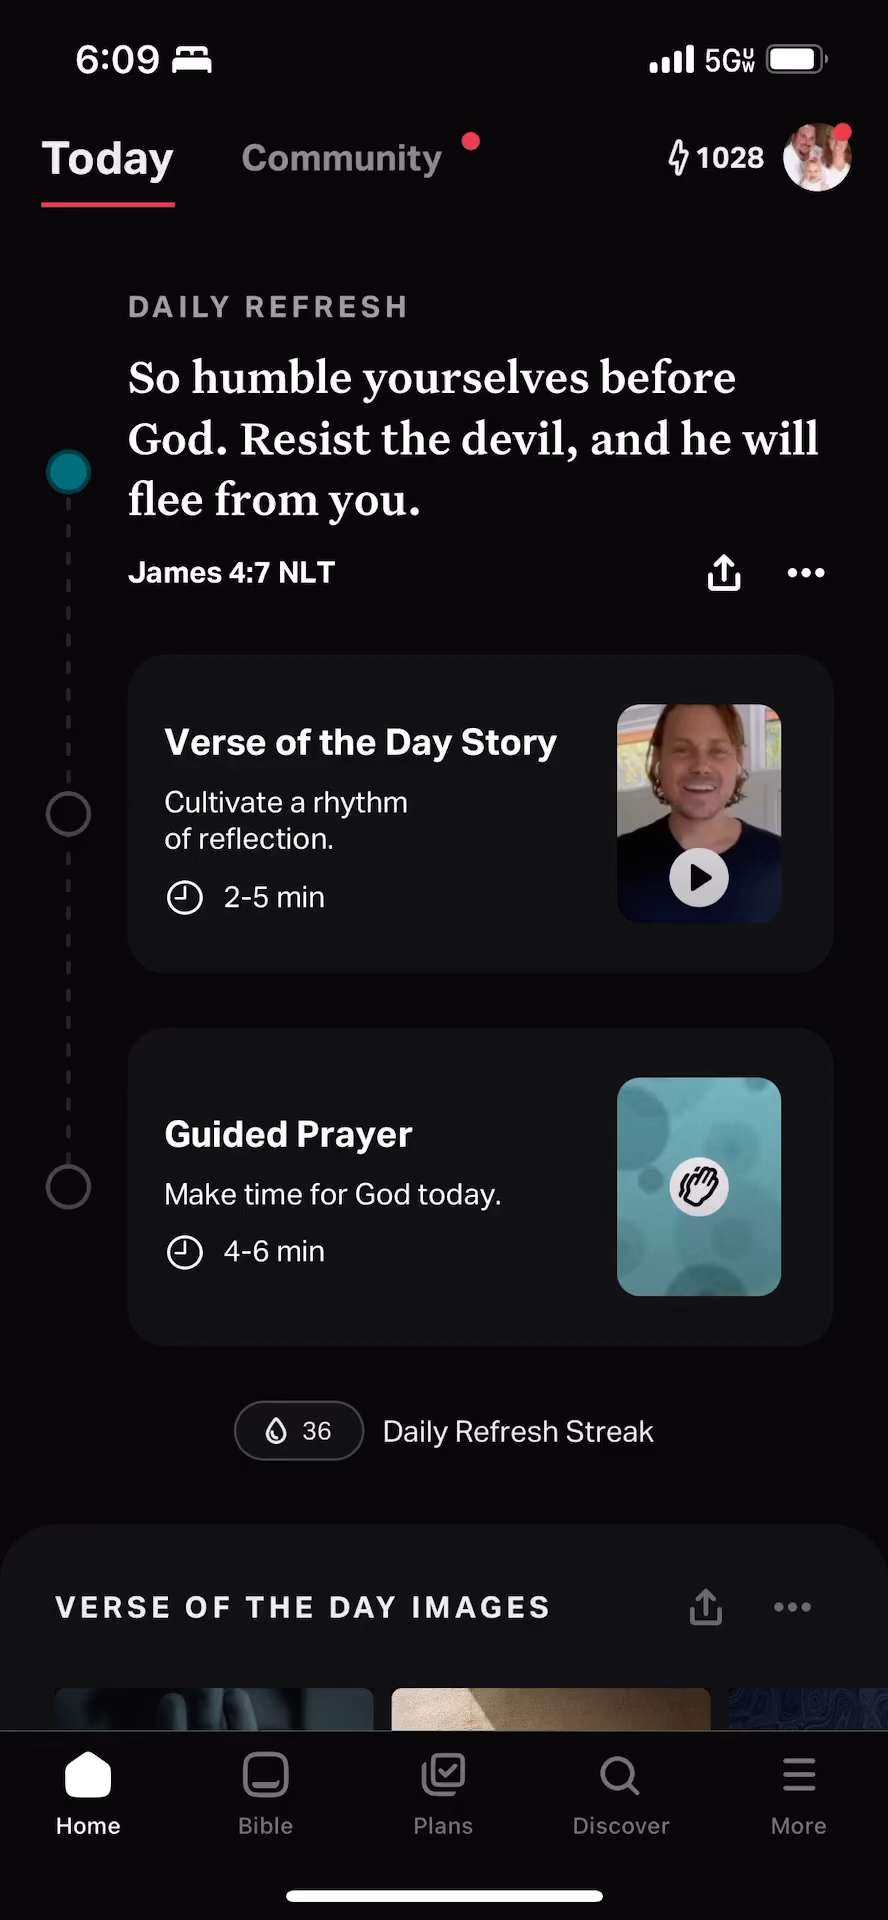 6:09
5GUW
Today
Community
1028
DAILY REFRESH
So humble yourselves before
God. Resist the devil, and he will
flee from you.
James 4:7 NLT
Verse of the Day Story
Cultivate a rhythm
of reflection.
2-5 min
Guided Prayer
Make time for God today.
4-6 min
36
Daily Refresh Streak
VERSE OF THE DAY IMAGES
Home
Bible
Plans
Discover
More